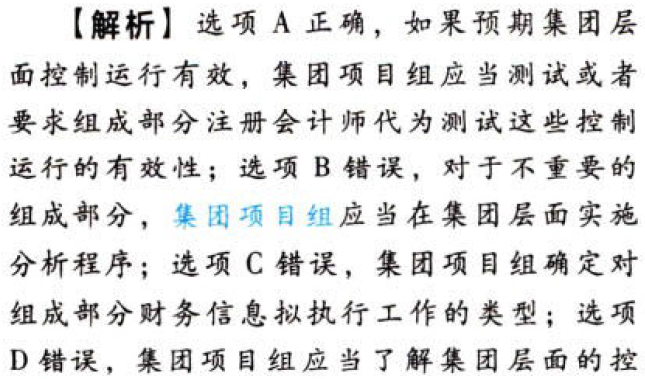 【解析】选项 A 正确，如果预期集团层
面控制运行有效，集团项目组应当测试或者
要求组成部分注册会计师代为测试这些控制
运行的有效性；选项 B 错误，对于不重要的
组成部分，集团项目组应当在集团层面实施
分析程序；选项 C 错误，集团项目组确定对
组成部分财务信息拟执行工作的类型；选项
D 错误，集团项目组应当了解集团层面的控